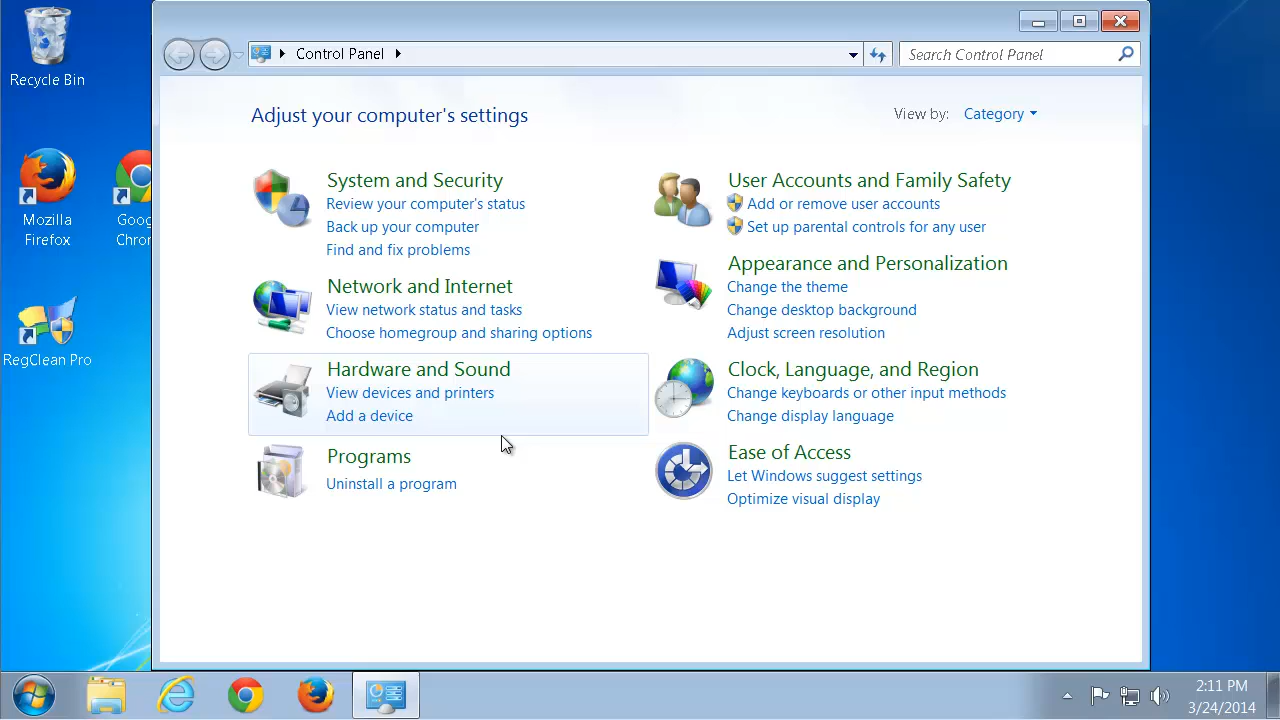 Recycle Bin
Mozilla
Firefox
Goog
Chron
RegClean Pro
Control Panel
Search Control Panel
Adjust your computer's settings
View by: Category
System and Security
Review your computer's status
Back up your computer
Find and fix problems
Network and Internet
View network status and tasks
Choose homegroup and sharing options
Hardware and Sound
View devices and printers
Add a device
Programs
Uninstall a program
User Accounts and Family Safety
Add or remove user accounts
Set up parental controls for any user
Appearance and Personalization
Change the theme
Change desktop background
Adjust screen resolution
Clock, Language, and Region
Change keyboards or other input methods
Change display language
Ease of Access
Let Windows suggest settings
Optimize visual display
2:11 PM
3/24/2014